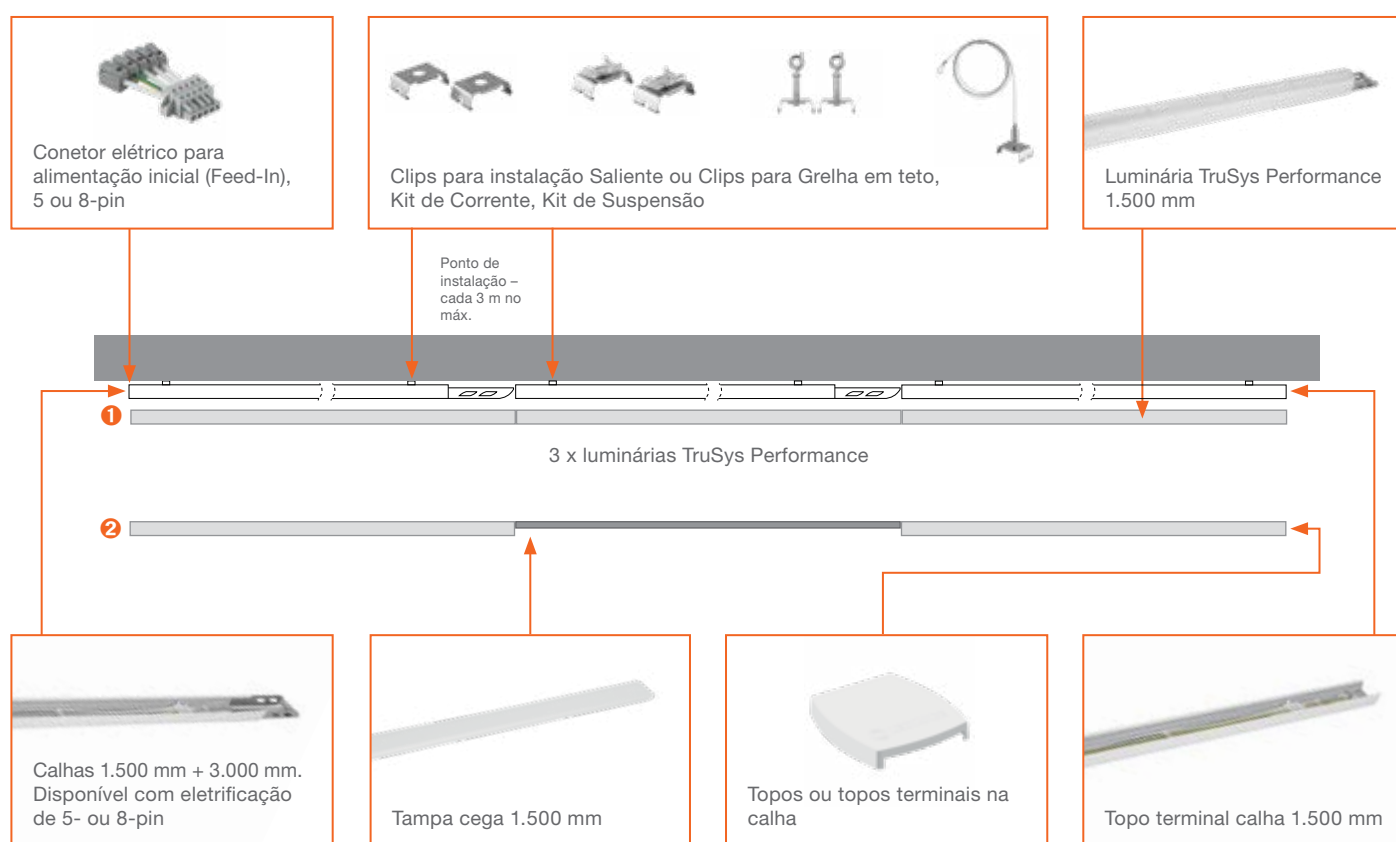 Conetor elétrico para
alimentação inicial (Feed-In),
5 ou 8-pin
Clips para instalação Saliente ou Clips para Grelha em teto,
Kit de Corrente, Kit de Suspensão
Luminária TruSys Performance
1.500 mm
Ponto de
instalação –
cada 3 m no
máx.
1
3 x luminárias TruSys Performance
2
Calhas 1.500 mm + 3.000 mm.
Disponível com eletrificação
de 5- ou 8-pin
Tampa cega 1.500 mm
Topos ou topos terminais na
calha
Topo terminal calha 1.500 mm